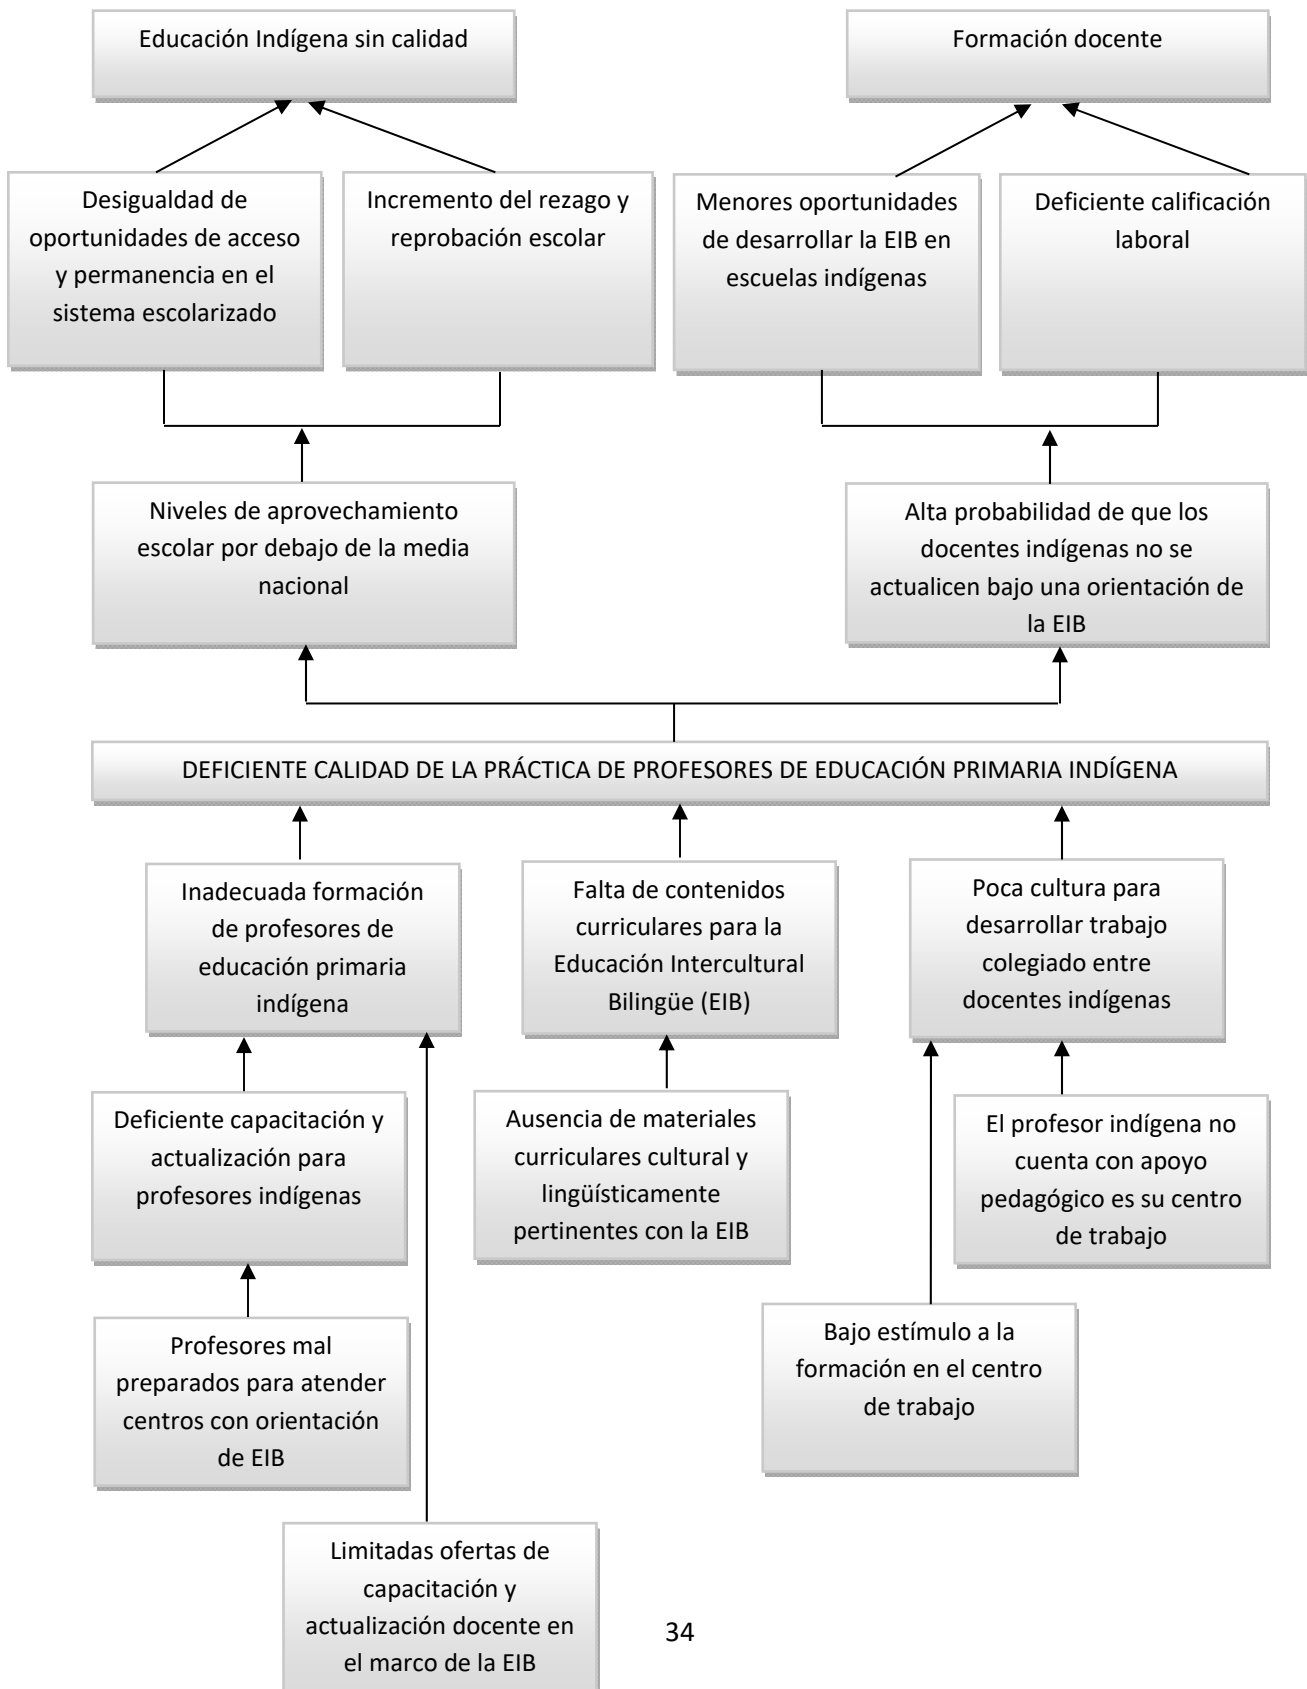 Educación Indígena sin calidad
Formación docente
Desigualdad de
oportunidades de acceso
y permanencia en el
sistema escolarizado
Incremento del rezago y
reprobación escolar
Menores oportunidades
de desarrollar la EIB en
escuelas indígenas
Deficiente calificación
laboral
Niveles de aprovechamiento
escolar por debajo de la media
nacional
Alta probabilidad de que los
docentes indígenas no se
actualicen bajo una orientación de
la EIB
DEFICIENTE CALIDAD DE LA PRÁCTICA DE PROFESORES DE EDUCACIÓN PRIMARIA INDÍGENA
Inadecuada formación
de profesores de
educación primaria
indígena
Falta de contenidos
curriculares para la
Educación Intercultural
Bilingüe (EIB)
Poca cultura para
desarrollar trabajo
colegiado entre
docentes indígenas
Deficiente capacitación y
actualización para
profesores indígenas
Ausencia de materiales
curriculares cultural y
lingüísticamente
pertinentes con la EIB
El profesor indígena no
cuenta con apoyo
pedagógico es su centro
de trabajo
Profesores mal
preparados para atender
centros con orientación
de EIB
Bajo estímulo a la
formación en el centro
de trabajo
Limitadas ofertas de
capacitación y
actualización docente en
el marco de la EIB
34